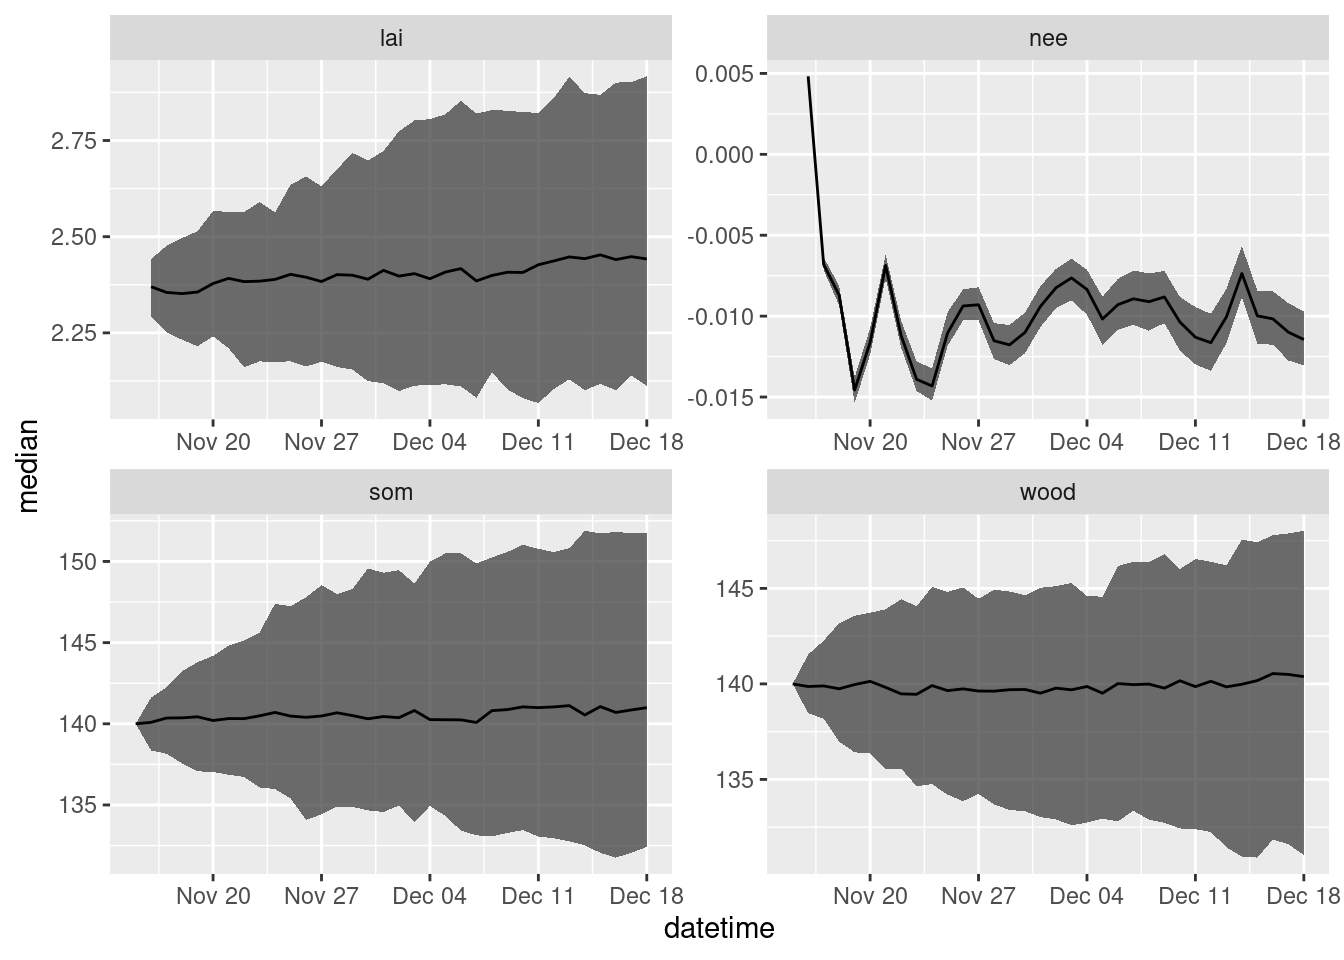 lai
nee
2.75
2.50
2.25
0.005
0.000
-0.005
-0.010
-0.015
Nov 20 Nov 27 Dec 04 Dec 11 Dec 18
Nov 20 Nov 27 Dec 04 Dec 11 Dec 18
median
som
wood
150
145
140
135
145
140
135
Nov 20 Nov 27 Dec 04 Dec 11 Dec 18
Nov 20 Nov 27 Dec 04 Dec 11 Dec 18
datetime